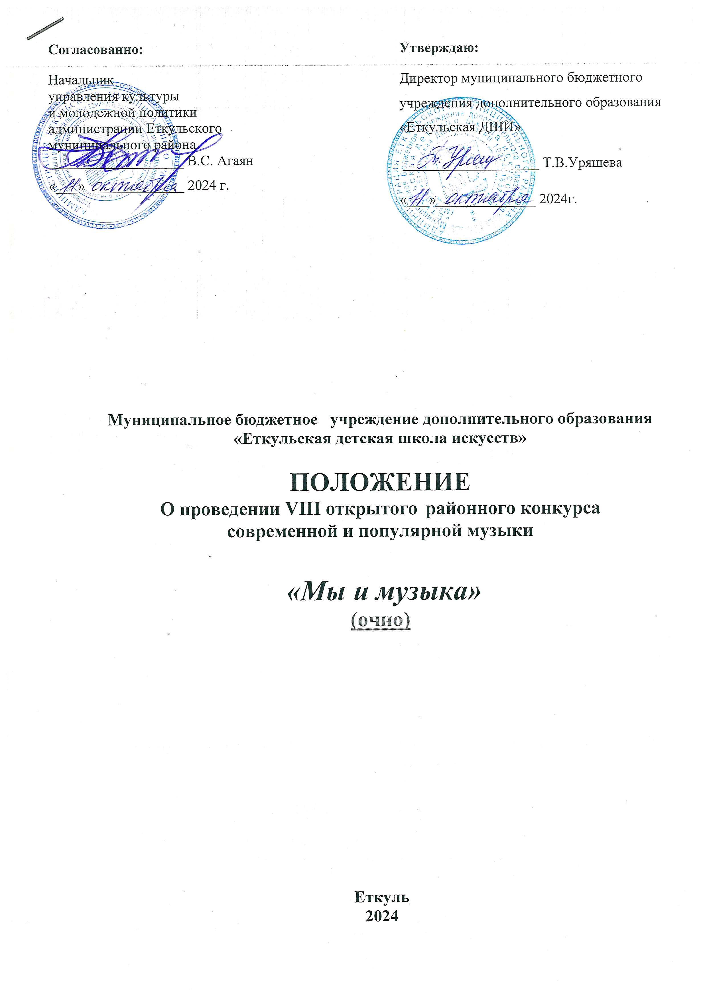 Согласованно:
Начальник
управления культуры
и молодежной политики
администрации Еткульского
муниципального района
В.С. Агаян
«11» октября 2024 г.
Утверждаю:
Директор муниципального бюджетного
учреждения дополнительного образования
«Еткульская ДШИ»
Т.В.Уряшева
«11» октября 2024г.
Муниципальное бюджетное учреждение дополнительного образования
«Еткульская детская школа искусств»
ПОЛОЖЕНИЕ
О проведении VIII открытого районного конкурса
современной и популярной музыки
«Мы и музыка»
(очно)
Еткуль
2024